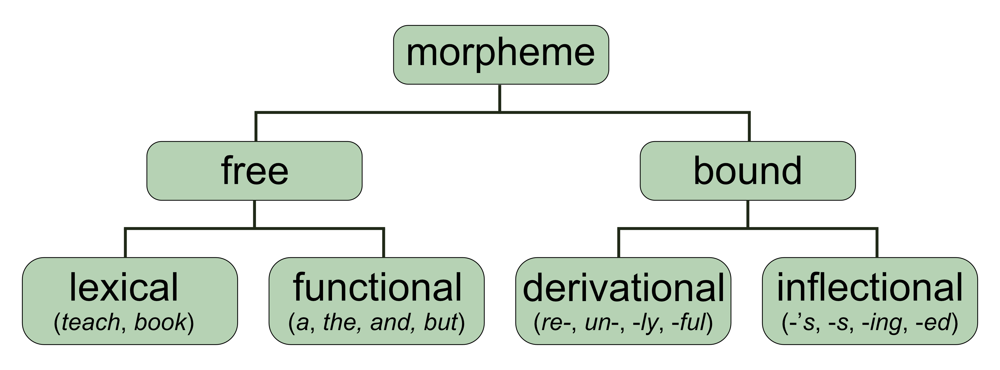 morpheme
free
bound
lexical
(teach, book)
functional
(a, the, and, but)
derivational
(re-, un-, -ly, -ful)
inflectional
(-’s, -s, -ing, -ed)